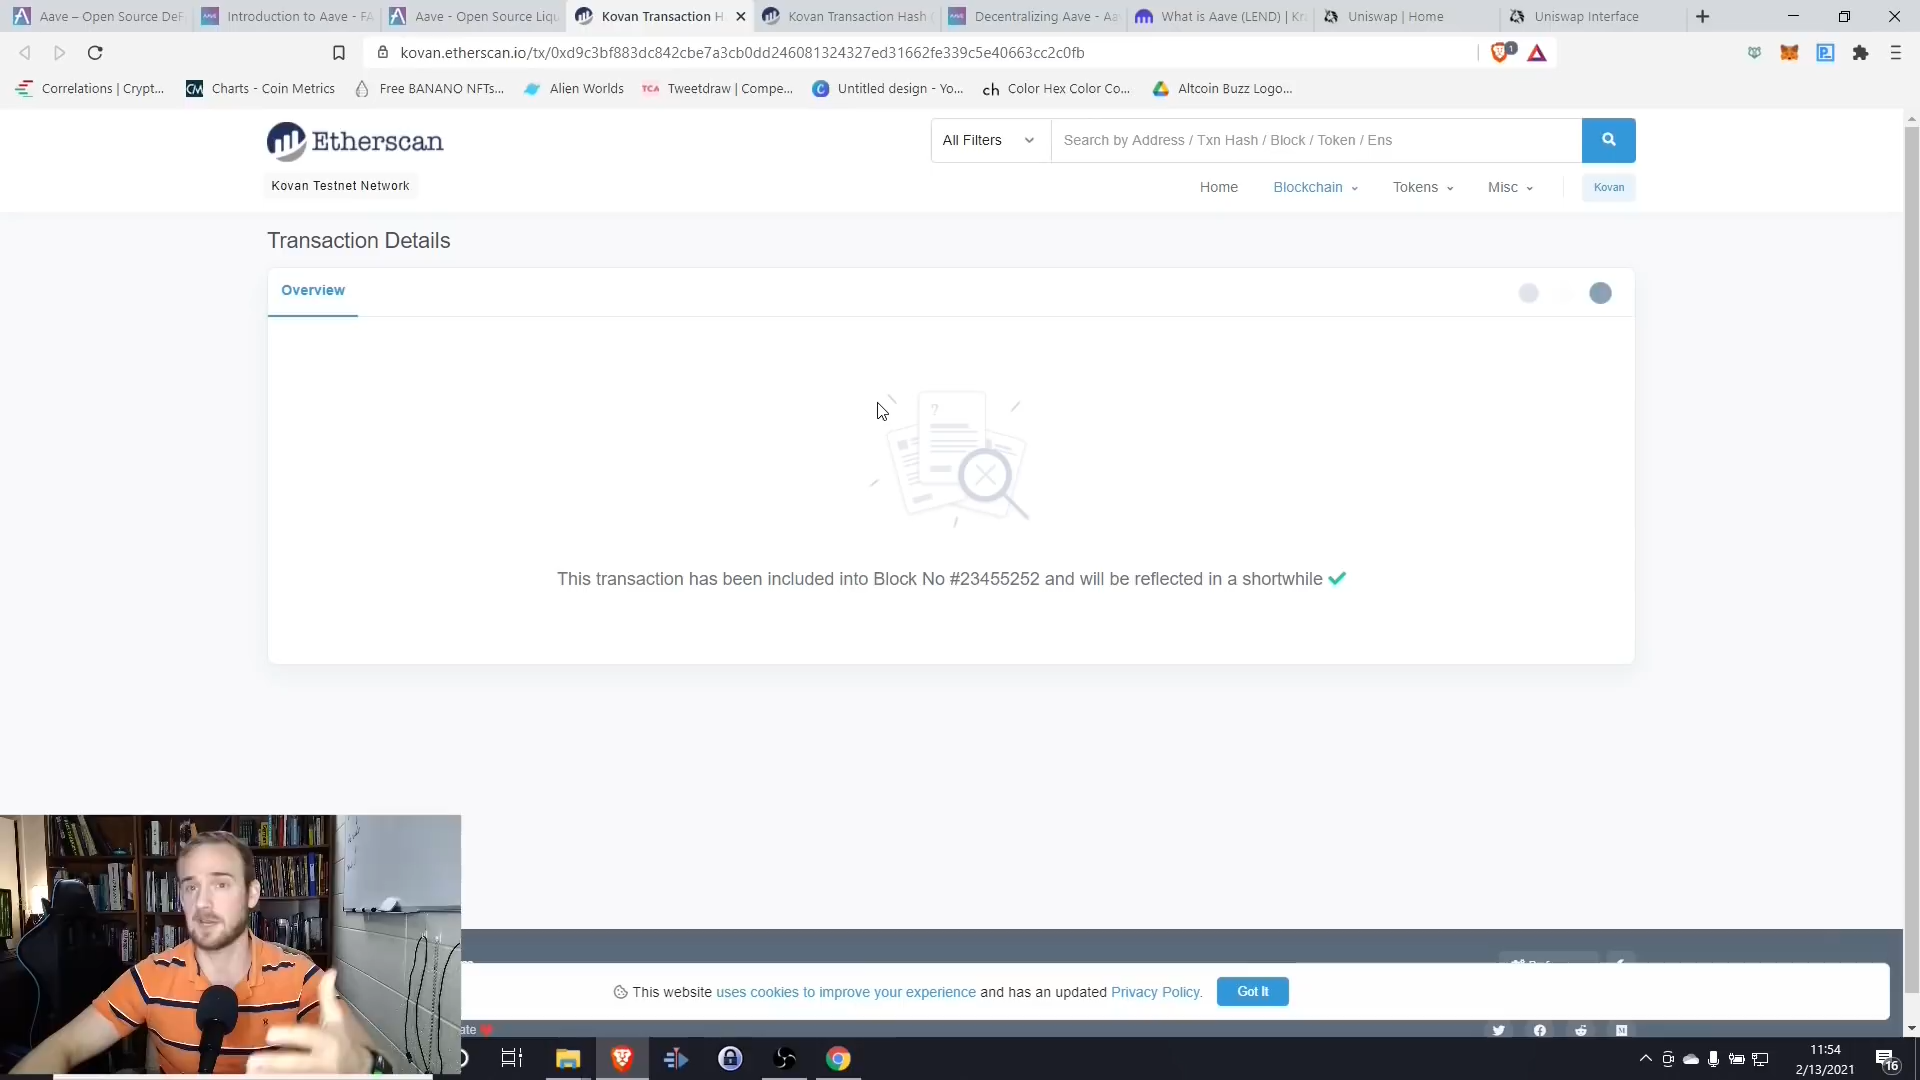 Aave – Open Source DeF
Introduction to Aave - FA
Aave - Open Source Liqu
Kovan Transaction H
Kovan Transaction Hash
Decentralizing Aave - Aa
What is Aave (LEND) | Kr
Uniswap | Home
Uniswap Interface
kovan.etherscan.io/tx/0xd9c3bf883dc842cbe7a3cb0dd246081324327ed31662fe339c5e40663cc2c0fb
1
Correlations | Crypt...
Charts - Coin Metrics
Free BANANO NFTs...
Alien Worlds
TCA
Tweetdraw | Compe...
Untitled design - Yo...
ch
Color Hex Color Co...
Altcoin Buzz Logo...
Etherscan
All Filters
Search by Address / Txn Hash / Block / Token / Ens
Kovan Testnet Network
Home
Blockchain
Tokens
Misc
Kovan
Transaction Details
Overview
?
This transaction has been included into Block No #23455252 and will be reflected in a shortwhile
This website uses cookies to improve your experience and has an updated Privacy Policy.
Got It
ate
11:54
2/13/2021
16